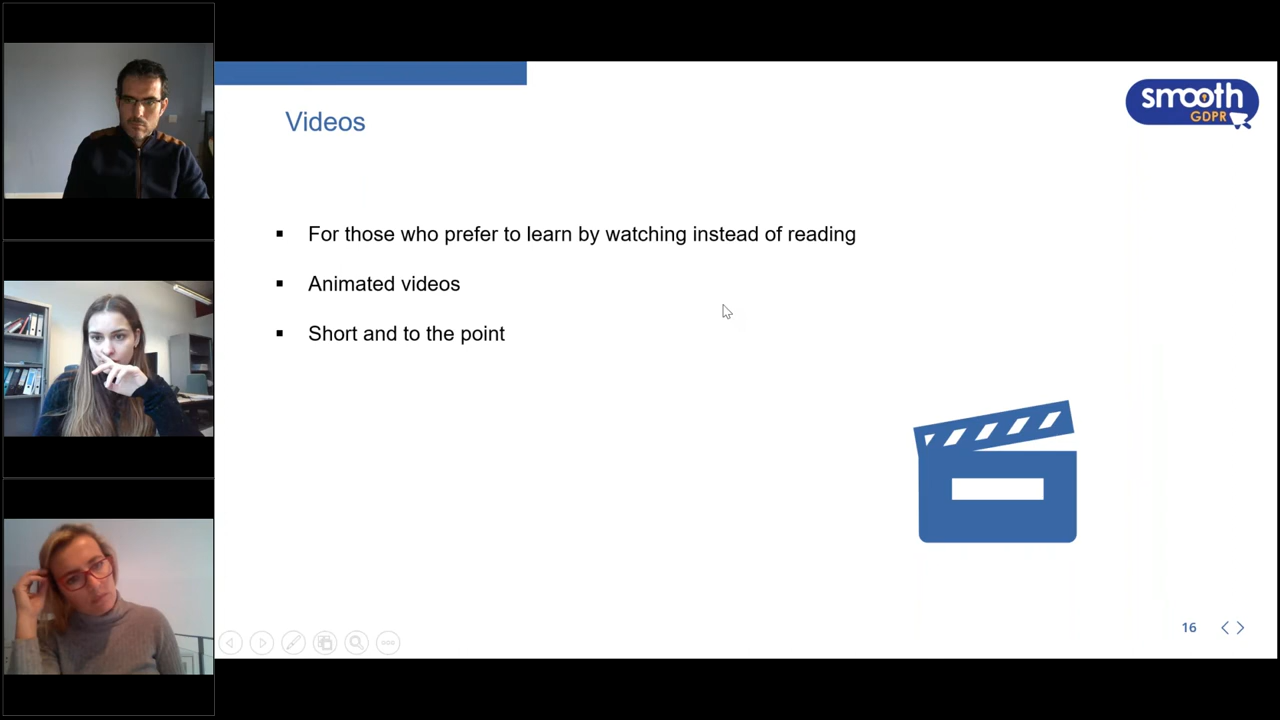 smooth
GDPR
Videos
▪ For those who prefer to learn by watching instead of reading
▪ Animated videos
▪ Short and to the point
16